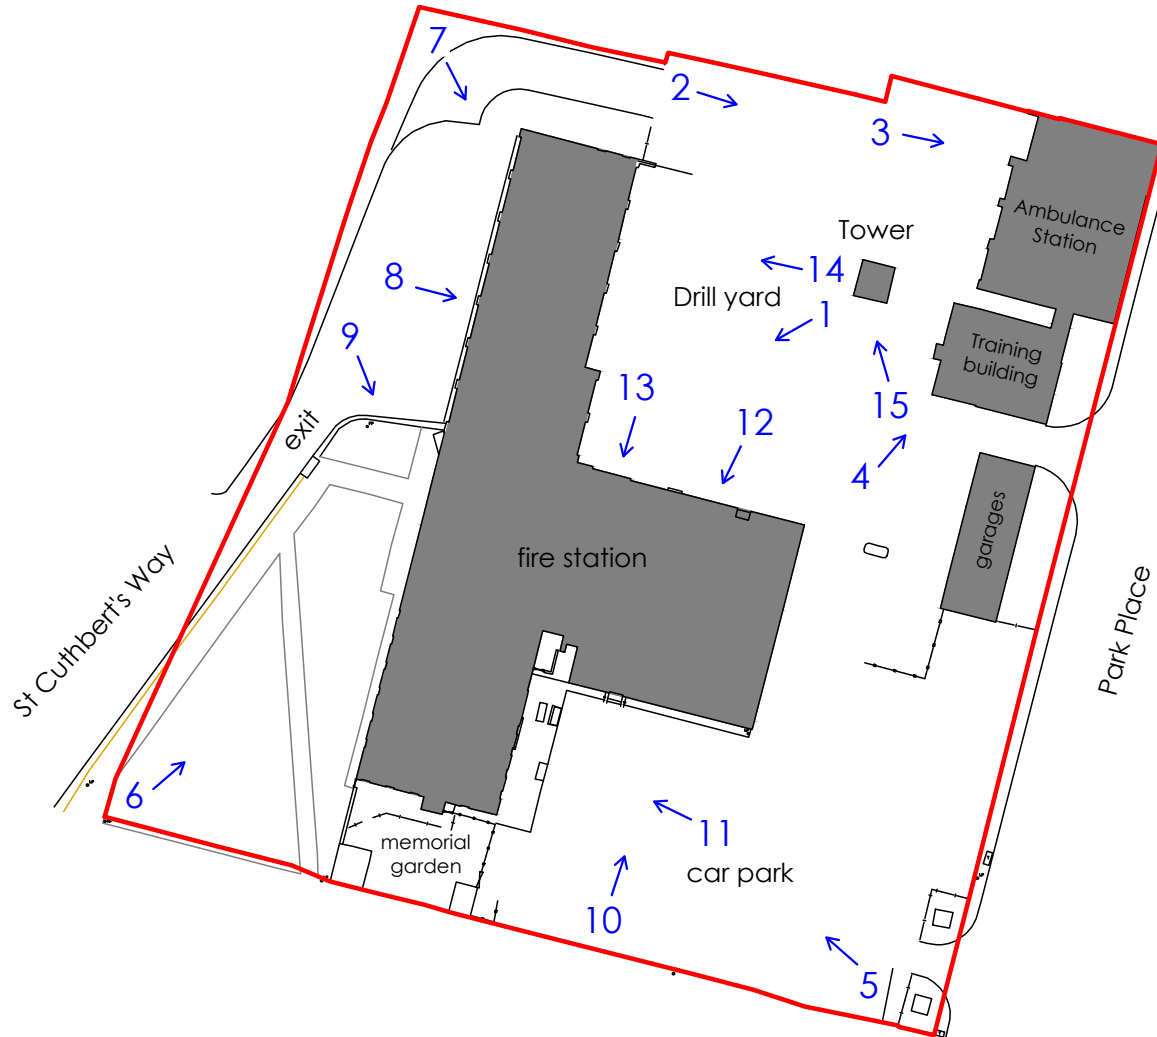 7
2
3
Ambulance
Station
Tower
14
8
Drill yard
1
9
Training
building
13
15
12
exit
4
garages
fire station
St Cuthbert's Way
Park Place
6
11
memorial
garden
car park
10
5